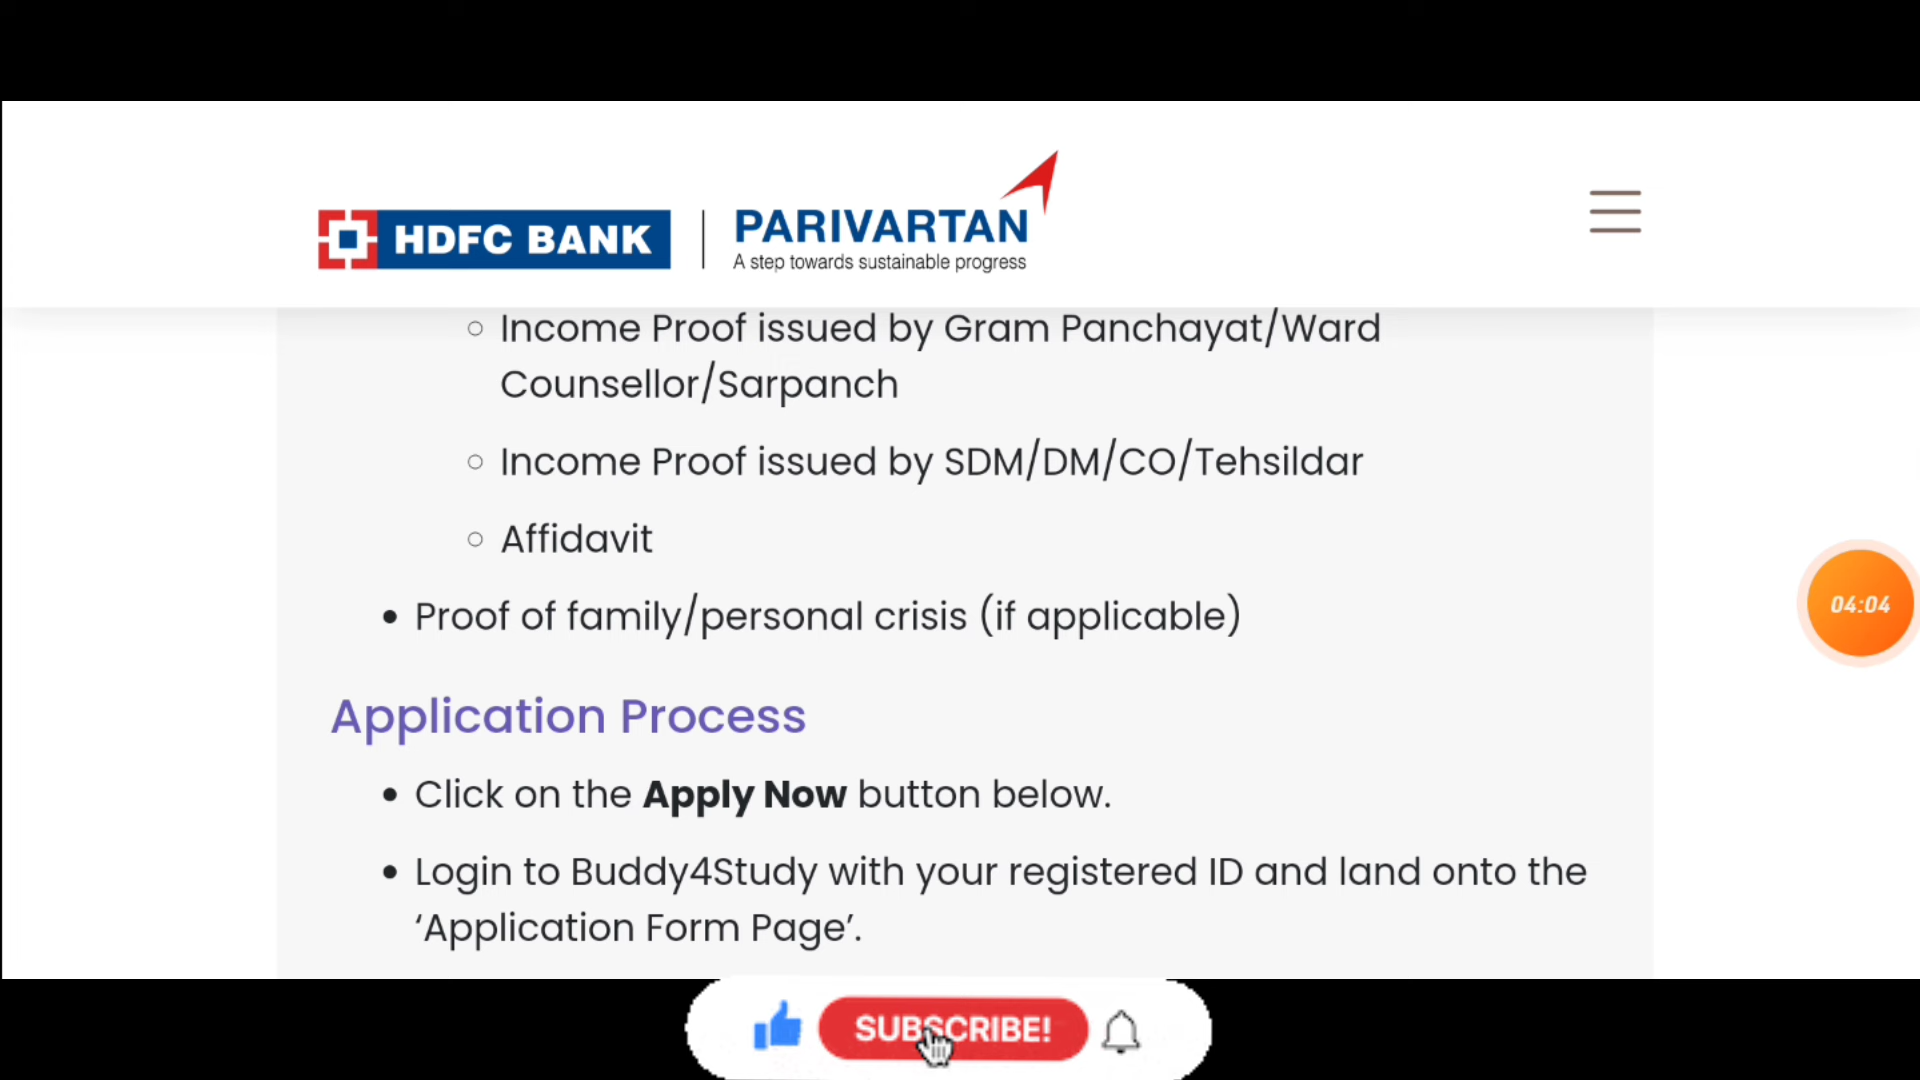 HDFC BANK
PARIVARTAN
A step towards sustainable progress
Income Proof issued by Gram Panchayat/Ward
Counsellor/Sarpanch
Income Proof issued by SDM/DM/CO/Tehsildar
Affidavit
Proof of family/personal crisis (if applicable)
04:04
Application Process
Click on the Apply Now button below.
Login to Buddy4Study with your registered ID and land onto the
‘Application Form Page’.
SUBSCRIBE!